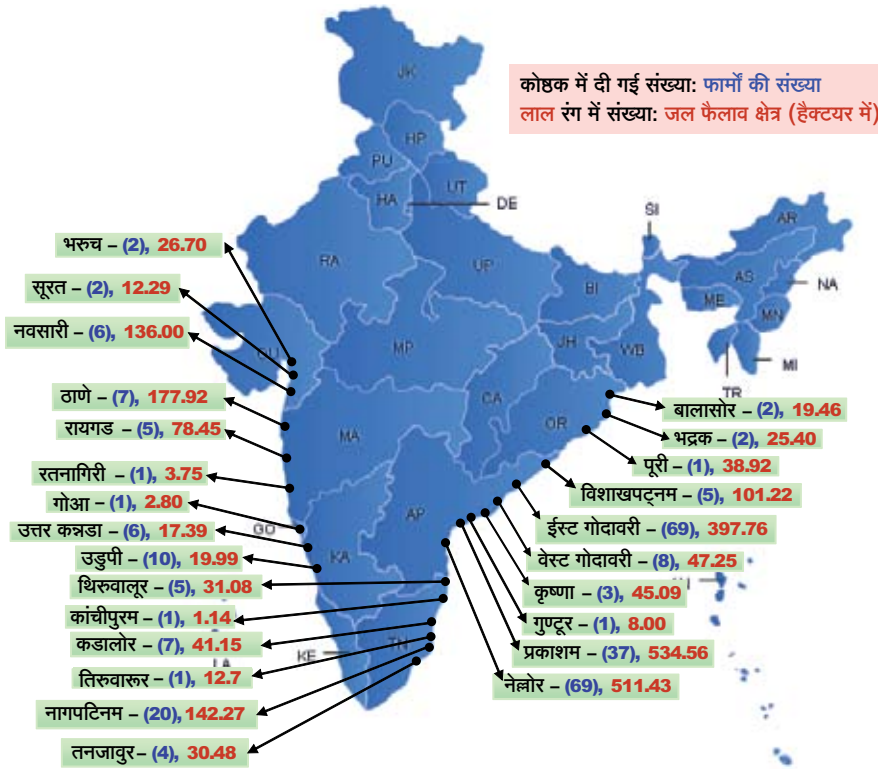 कोष्ठक में दी गई संख्या: फार्मों की संख्या
लाल रंग में संख्या: जल फैलाव क्षेत्र (हैक्टयर में)
JK
HP
PU
UT
HA
DE
RA
UP
SI
AR
AS
NA
BI
ME
MN
JH
WB
TR
MI
GU
MP
CA
OR
MA
AP
GO
KA
KE
TN
LA
भरुच – (2), 26.70
सूरत – (2), 12.29
नवसारी – (6), 136.00
ठाणे – (7), 177.92
रायगड – (5), 78.45
रतनागिरी – (1), 3.75
गोआ – (1) 2.80
उत्तर कन्नडा – (6) 17.39
उडुपी – (10), 19.99
थिरुवालूर – (5), 31.08
कांचीपुरम – (1), 1.14
कडालोर – (7), 41.15
तिरुवारूर – (1), 12.7
नागपटिनम – (20), 142.27
तनजावुर– (4), 30.48
बालासोर – (2), 19.46
भद्रक – (2), 25.40
पूरी – (1), 38.92
विशाखपट्नम – (5), 101.22
ईस्ट गोदावरी – (69), 397.76
वेस्ट गोदावरी – (8), 47.25
कृष्णा – (3), 45.09
गुण्टूर – (1), 8.00
प्रकाशम – (37), 534.56
नेल्लोर – (69), 511.43